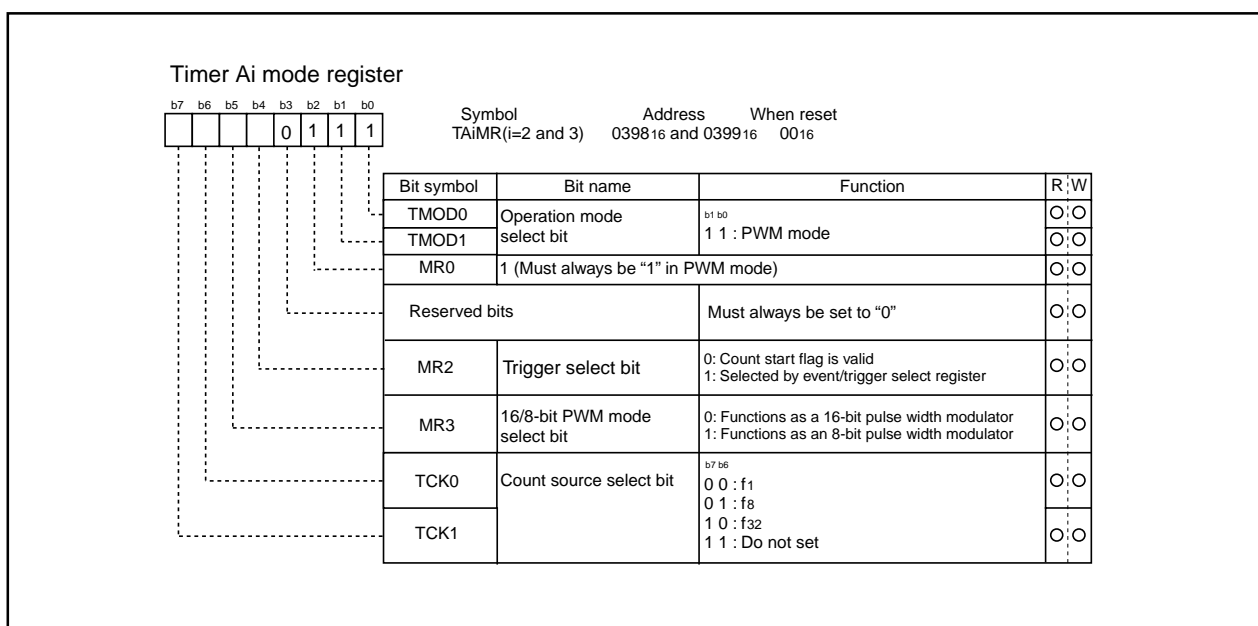 Timer Ai mode register
b7 b6 b5 b4 b3 b2 b1 b0
0 1 1 1
Symbol Address When reset
TAiMR(i=2 and 3) 039816 and 039916 0016
Bit symbol Bit name Function R W
TMOD0 Operation mode select bit b1 b0
TMOD1 1 1 : PWM mode
MR0 1 (Must always be “1” in PWM mode)
Reserved bits Must always be set to “0”
MR2 Trigger select bit 0: Count start flag is valid
1: Selected by event/trigger select register
MR3 16/8-bit PWM mode select bit 0: Functions as a 16-bit pulse width modulator
1: Functions as an 8-bit pulse width modulator
TCK0 Count source select bit b7 b6
0 0 : f1
0 1 : f8
TCK1 1 0 : f32
1 1 : Do not set